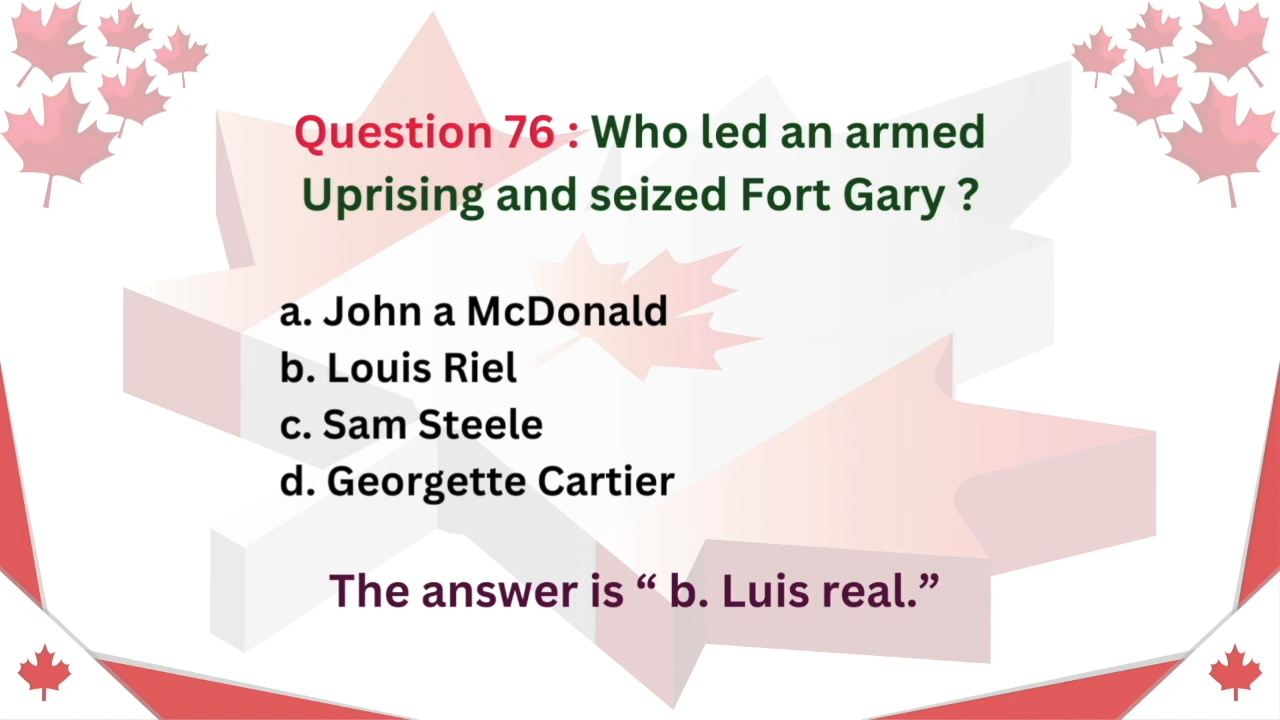 Question 76 : Who led an armed
Uprising and seized Fort Gary ?
a. John a McDonald
b. Louis Riel
c. Sam Steele
d. Georgette Cartier
The answer is “ b. Luis real.”